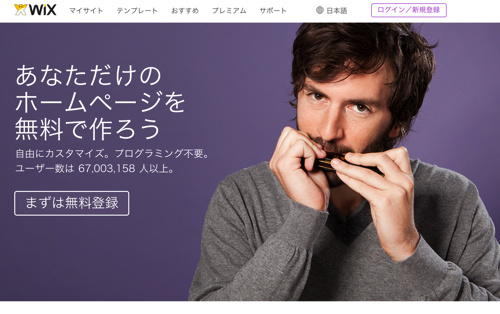 WiX
マイサイト
テンプレート
おすすめ
プレミアム
サポート
日本語
ログイン／新規登録
あなただけの
ホームページを
無料で作ろう
自由にカスタマイズ。プログラミング不要。
ユーザー数は 67,003,158 人以上。
まずは無料登録